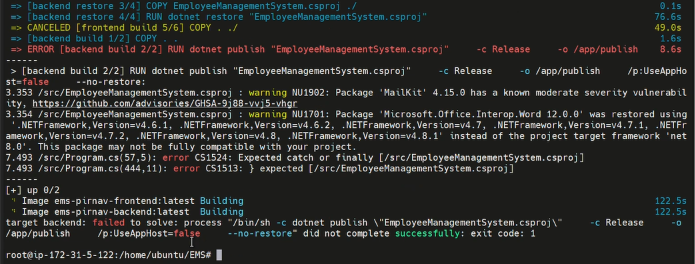 => [backend restore 3/4] COPY EmployeeManagementSystem.csproj ./ 0.1s
=> [backend restore 4/4] RUN dotnet restore "EmployeeManagementSystem.csproj" 76.6s
=> CANCELED [frontend build 5/6] COPY . ./ 49.0s
=> [backend build 1/2] COPY . . 1.6s
=> ERROR [backend build 2/2] RUN dotnet publish "EmployeeManagementSystem.csproj" -c Release -o /app/publish 8.6s
------
> [backend build 2/2] RUN dotnet publish "EmployeeManagementSystem.csproj" -c Release -o /app/publish /p:UseAppHo
st=false --no-restore:
3.353 /src/EmployeeManagementSystem.csproj : warning NU1902: Package 'MailKit' 4.15.0 has a known moderate severity vulnerabil
ity, https://github.com/advisories/GHSA-9j88-vvj5-vhgr
3.354 /src/EmployeeManagementSystem.csproj : warning NU1701: Package 'Microsoft.Office.Interop.Word 12.0.0' was restored using
'.NETFramework,Version=v4.6.1, .NETFramework,Version=v4.6.2, .NETFramework,Version=v4.7, .NETFramework,Version=v4.7.1, .NETFr
amework,Version=v4.7.2, .NETFramework,Version=v4.8, .NETFramework,Version=v4.8.1' instead of the project target framework 'net
8.0'. This package may not be fully compatible with your project.
7.493 /src/Program.cs(57,5): error CS1524: Expected catch or finally [/src/EmployeeManagementSystem.csproj]
7.493 /src/Program.cs(444,11): error CS1513: } expected [/src/EmployeeManagementSystem.csproj]
------
[+] up 0/2
Image ems-pirnav-frontend:latest Building 122.5s
Image ems-pirnav-backend:latest Building 122.5s
target backend: failed to solve: process "/bin/sh -c dotnet publish \"EmployeeManagementSystem.csproj\" -c Release -o
/app/publish /p:UseAppHost=false --no-restore" did not complete successfully: exit code: 1
root@ip-172-31-5-122:/home/ubuntu/EMS#